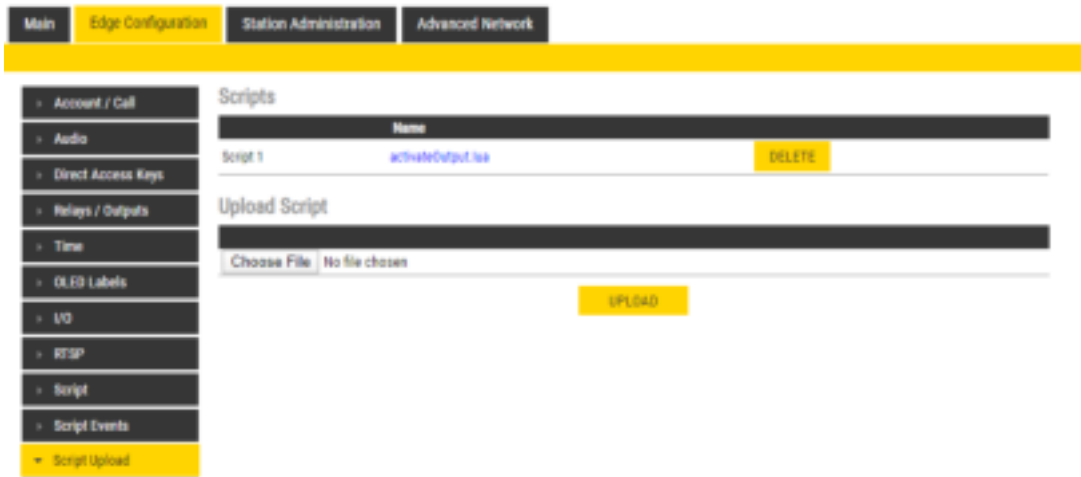 Main Edge Configuration Station Administration Advanced Network
Account / Call
Audio
Direct Access Keys
Relays / Outputs
Time
OLED Labels
I/O
RTSP
Script
Script Events
Script Upload
Scripts
Name
Script 1 activateOutput.lua DELETE
Upload Script
Choose File No file chosen
UPLOAD